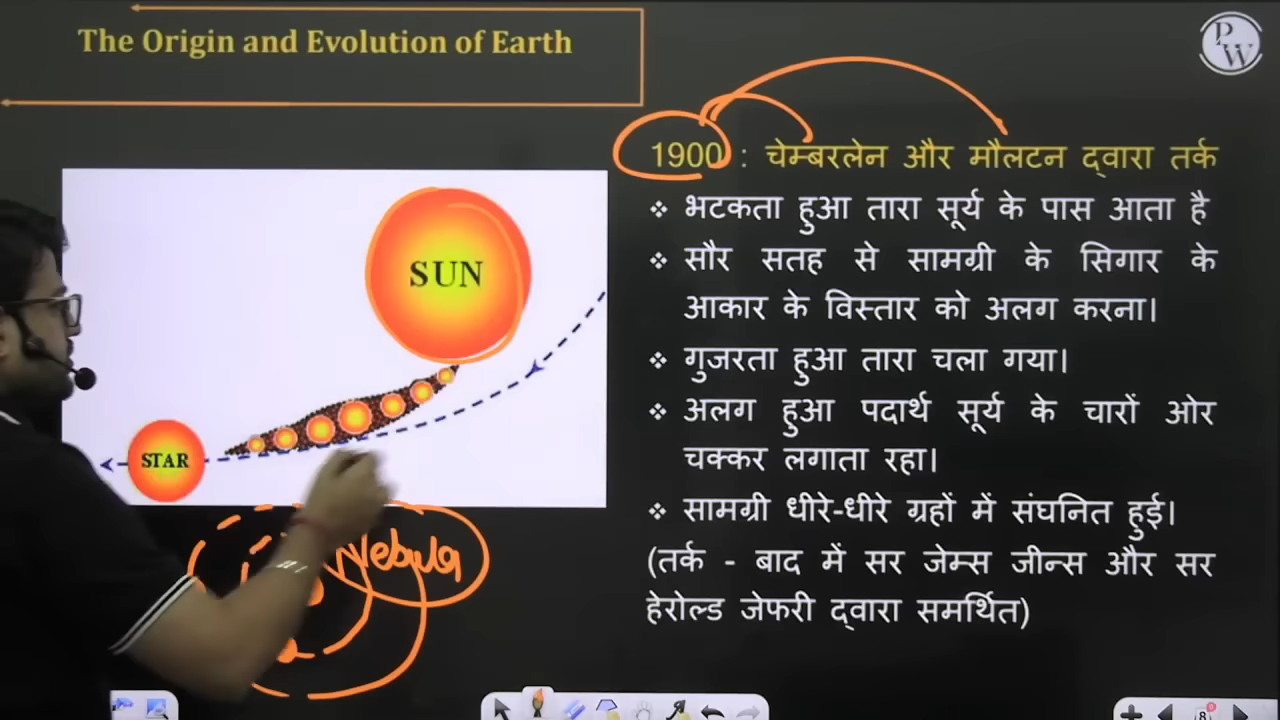 The Origin and Evolution of Earth
PW
1900 : चेम्बरलेन और मौलटन द्वारा तर्क
❖ भटकता हुआ तारा सूर्य के पास आता है
❖ सौर सतह से सामग्री के सिगार के
आकार के विस्तार को अलग करना।
❖ गुजरता हुआ तारा चला गया।
❖ अलग हुआ पदार्थ सूर्य के चारों ओर
चक्कर लगाता रहा।
❖ सामग्री धीरे-धीरे ग्रहों में संघनित हुई।
(तर्क - बाद में सर जेम्स जीन्स और सर
हेरोल्ड जेफरी द्वारा समर्थित)
SUN
STAR
Nebula
8